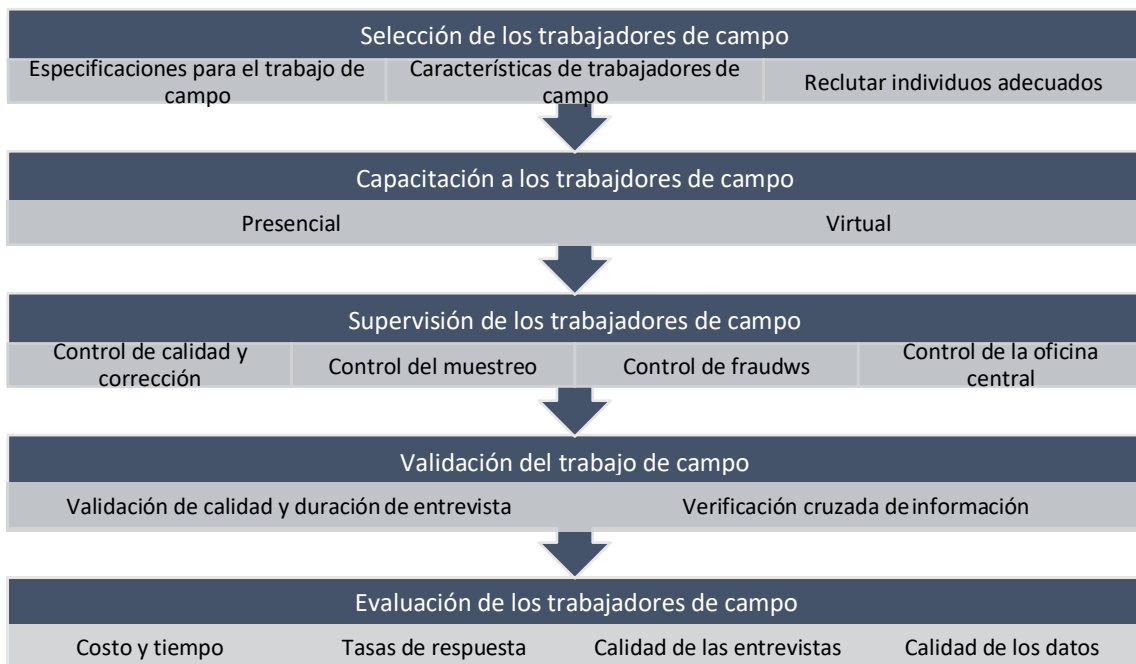 Selección de los trabajadores de campo
Especificaciones para el trabajo de
campo
Características de trabajadores de
campo
Reclutar individuos adecuados
Capacitación a los trabajdores de campo
Presencial
Virtual
Supervisión de los trabajadores de campo
Control de calidad y
corrección
Control del muestreo
Control de fraudws
Control de la oficina
central
Validación del trabajo de campo
Validación de calidad y duración de entrevista
Verificación cruzada de información
Evaluación de los trabajadores de campo
Costo y tiempo
Tasas de respuesta
Calidad de las entrevistas
Calidad de los datos